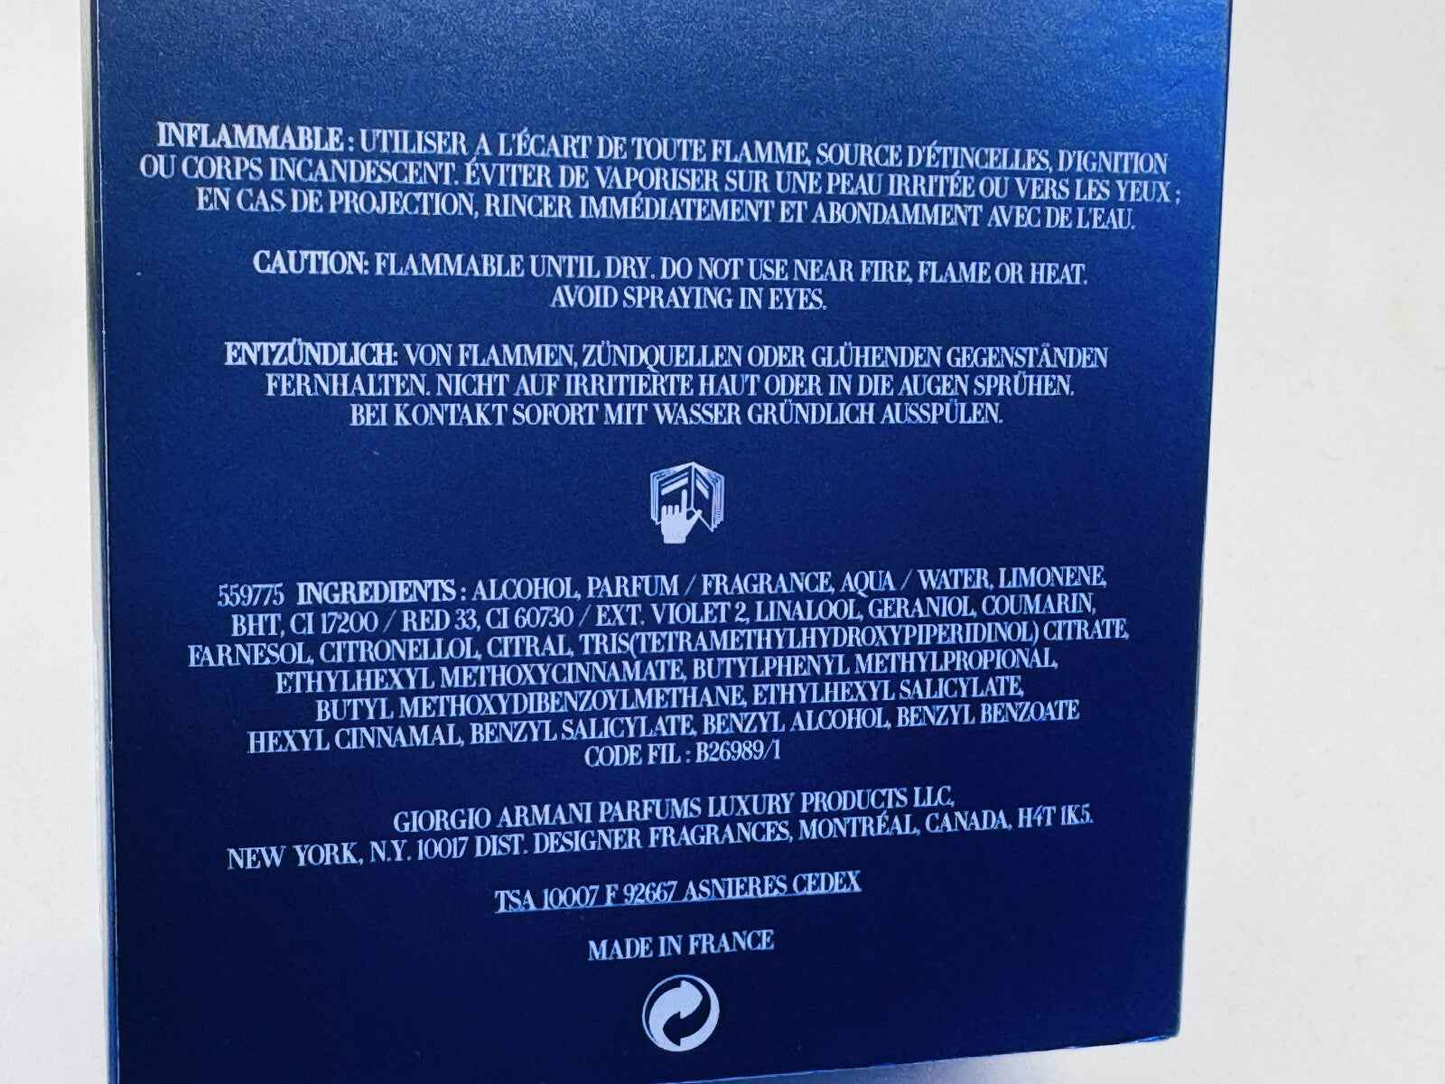 INFLAMMABLE : UTILISER A L'ÉCART DE TOUTE FLAMME, SOURCE D'ÉTINCELLES, D'IGNITION
OU CORPS INCANDESCENT. ÉVITER DE VAPORISER SUR UNE PEAU IRRITÉE OU VERS LES YEUX ;
EN CAS DE PROJECTION, RINCER IMMÉDIATEMENT ET ABONDAMMENT AVEC DE L'EAU.
CAUTION: FLAMMABLE UNTIL DRY. DO NOT USE NEAR FIRE, FLAME OR HEAT.
AVOID SPRAYING IN EYES.
ENTZÜNDLICH: VON FLAMMEN, ZÜNDQUELLEN ODER GLÜHENDEN GEGENSTÄNDEN
FERNHALTEN. NICHT AUF IRRITIERTE HAUT ODER IN DIE AUGEN SPRÜHEN.
BEI KONTAKT SOFORT MIT WASSER GRÜNDLICH AUSSPÜLEN.
559775 INGREDIENTS : ALCOHOL, PARFUM / FRAGRANCE, AQUA / WATER, LIMONENE,
BHT, CI 17200 / RED 33, CI 60730 / EXT. VIOLET 2, LINALOOL, GERANIOL, COUMARIN,
FARNESOL, CITRONELLOL, CITRAL, TRIS(TETRAMETHYLHYDROXYPIPERIDINOL) CITRATE,
ETHYLHEXYL METHOXYCINNAMATE, BUTYLPHENYL METHYLPROPIONAL,
BUTYL METHOXYDIBENZOYLMETHANE, ETHYLHEXYL SALICYLATE,
HEXYL CINNAMAL, BENZYL SALICYLATE, BENZYL ALCOHOL, BENZYL BENZOATE
CODE FIL : B26989/1
GIORGIO ARMANI PARFUMS LUXURY PRODUCTS LLC,
NEW YORK, N.Y. 10017 DIST. DESIGNER FRAGRANCES, MONTRÉAL, CANADA, H4T 1K5.
TSA 10007 F 92667 ASNIERES CEDEX
MADE IN FRANCE